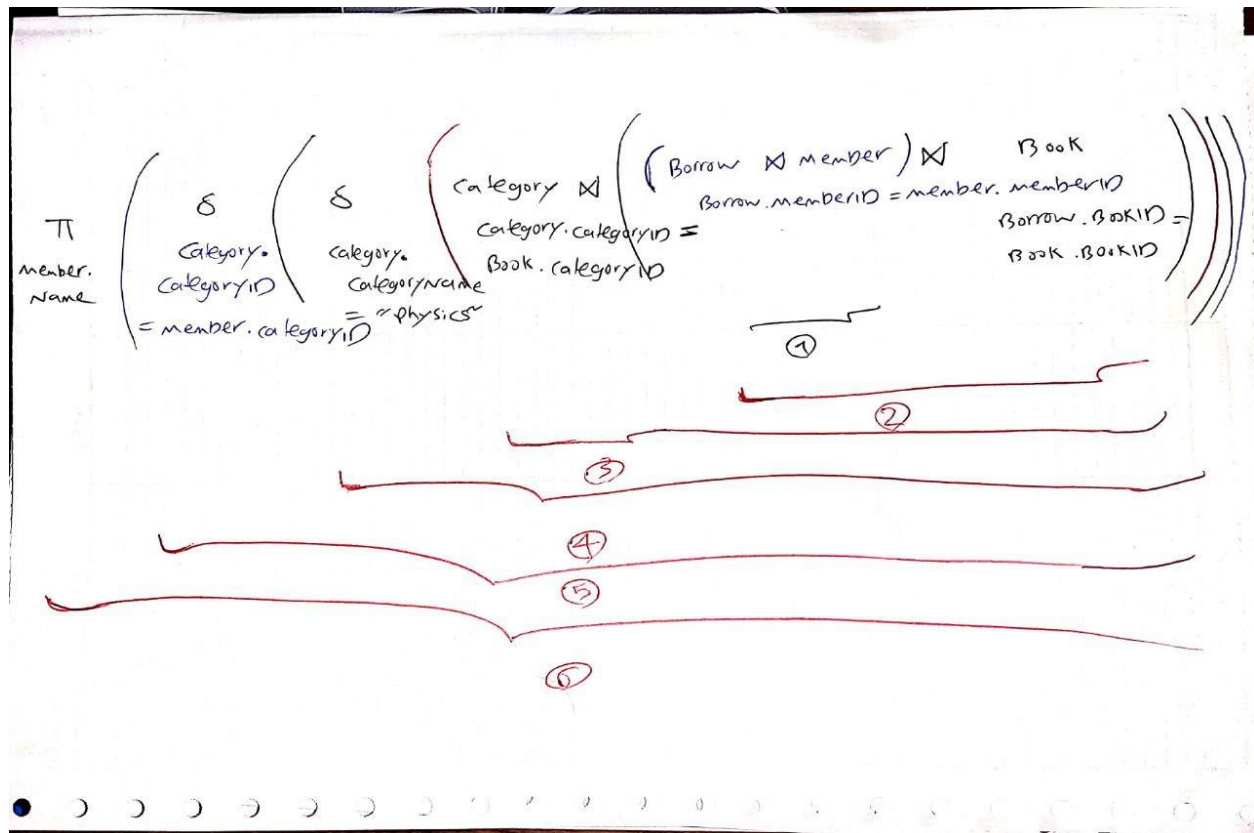 π member.Name ( δ category.categoryID = member.categoryID ( δ category.categoryName = "physics" ( category ⋈ category.categoryID = Book.categoryID ( ( Borrow ⋈ member ) ⋈ Book
Borrow.memberID = member.memberID
Borrow.BookID = Book.BookID ) ) ) ) )
①
②
③
④
⑤
⑥